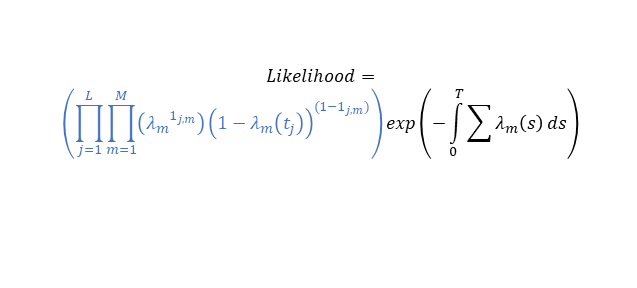 Likelihood =
(∏_{j=1}^{L} ∏_{m=1}^{M} (λ_m^{1_{j,m}}) (1 − λ_m(t_j))^{(1−1_{j,m})}) exp(−∫_0^T ∑ λ_m(s) ds)